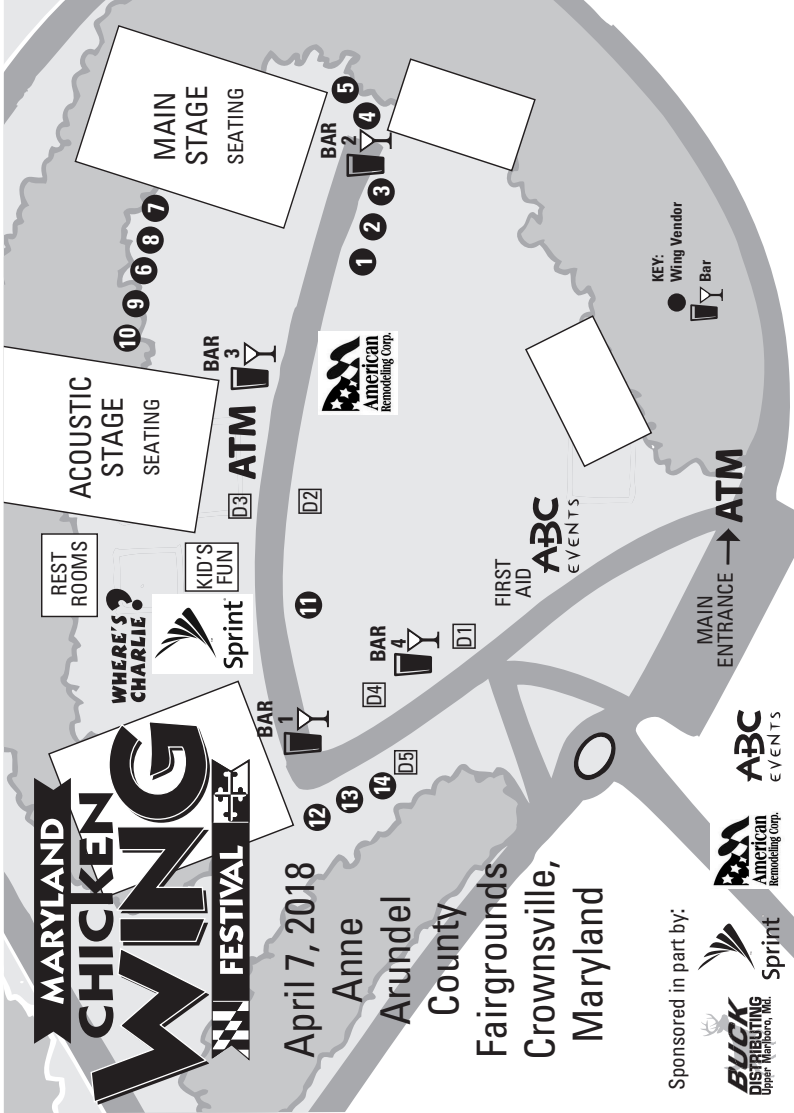 MARYLAND
CHICKEN
WING
FESTIVAL
April 7, 2018
Anne
Arundel
County
Fairgrounds
Crownsville,
Maryland
Sponsored in part by:
BUCK
DISTRIBUTING
Upper Marlboro, Md.
Sprint
American
Remodeling Corp.
ABC
EVENTS
WHERE'S
CHARLIE?
Sprint
REST
ROOMS
KID'S
FUN
ACOUSTIC
STAGE
SEATING
MAIN
STAGE
SEATING
10
9
6
8
7
ATM
BAR
3
D3
D2
BAR
1
11
12
13
14
D5
D4
BAR
4
D1
American
Remodeling Corp.
1
2
3
BAR
2
4
5
FIRST
AID
ABC
EVENTS
MAIN
ENTRANCE
ATM
KEY:
Wing Vendor
Bar